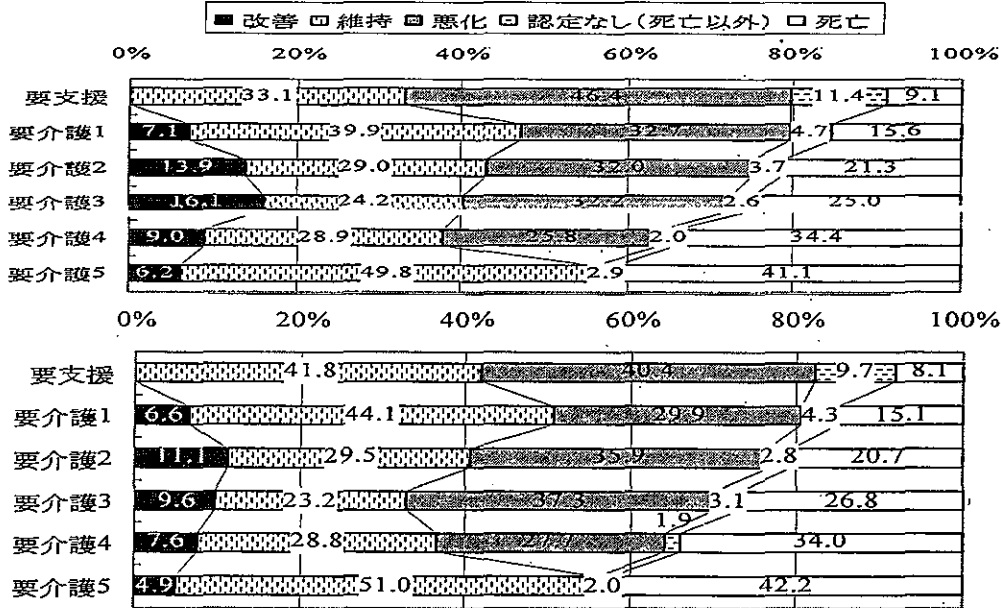 ■ 改善 □ 維持 ■ 悪化 □ 認定なし(死亡以外) □ 死亡
0% 20% 40% 60% 80% 100%
要支援 33.1 46.4 11.4 9.1
要介護1 7.1 39.9 32.7 4.7 15.6
要介護2 13.9 29.0 32.0 3.7 21.3
要介護3 16.1 24.2 32.2 2.6 25.0
要介護4 9.0 28.9 25.8 2.0 34.4
要介護5 6.2 49.8 2.9 41.1
0% 20% 40% 60% 80% 100%
要支援 41.8 40.4 9.7 8.1
要介護1 6.6 44.1 29.9 4.3 15.1
要介護2 11.1 29.5 35.9 2.8 20.7
要介護3 9.6 23.2 37.3 3.1 26.8
要介護4 7.6 28.8 27.7 1.9 34.0
要介護5 4.9 51.0 2.0 42.2